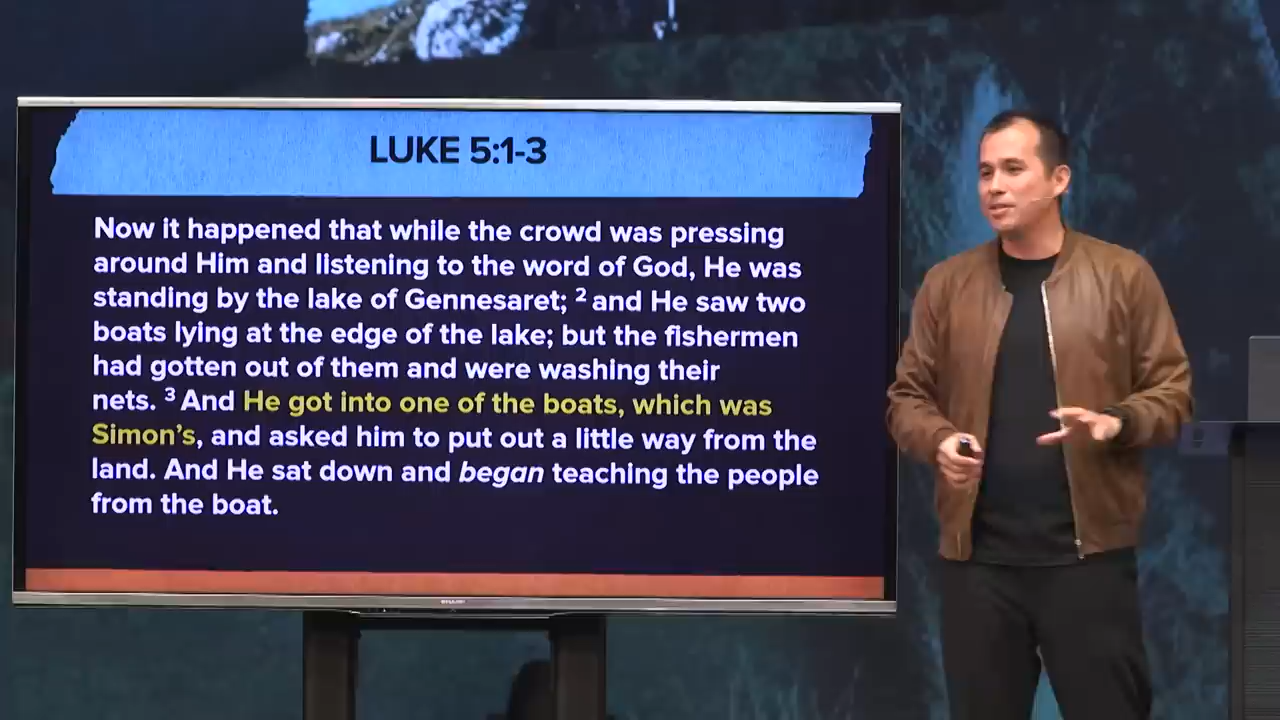 LUKE 5:1-3
Now it happened that while the crowd was pressing
around Him and listening to the word of God, He was
standing by the lake of Gennesaret; ² and He saw two
boats lying at the edge of the lake; but the fishermen
had gotten out of them and were washing their
nets. ³ And He got into one of the boats, which was
Simon’s, and asked him to put out a little way from the
land. And He sat down and began teaching the people
from the boat.